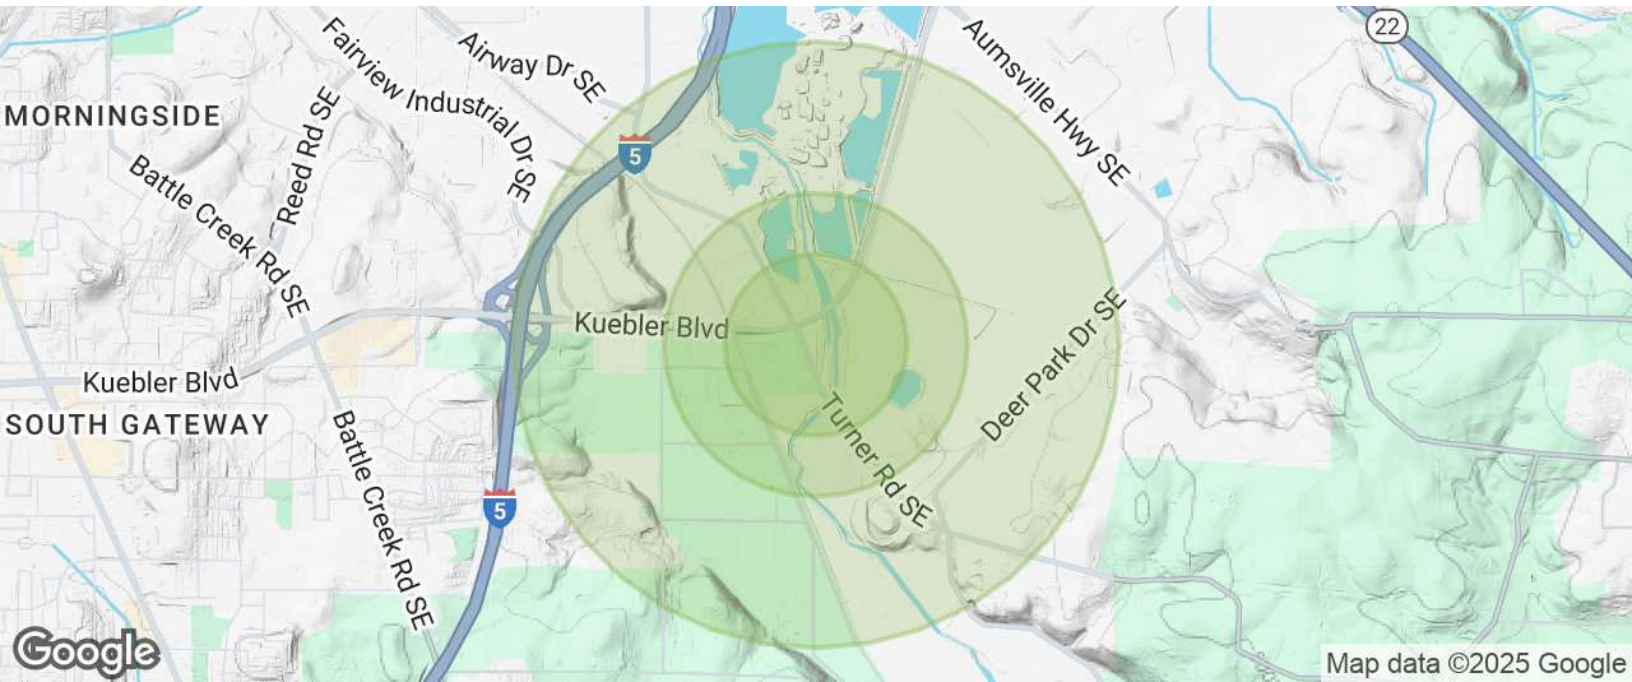 22
Fairview Industrial Dr SE
Airway Dr SE
Aumsville Hwy SE
MORNINGSIDE
Reed Rd SE
5
Battle Creek Rd SE
Kuebler Blvd
Deer Park Dr SE
Kuebler Blvd
SOUTH GATEWAY
Turner Rd SE
Battle Creek Rd SE
5
Google
Map data ©2025 Google